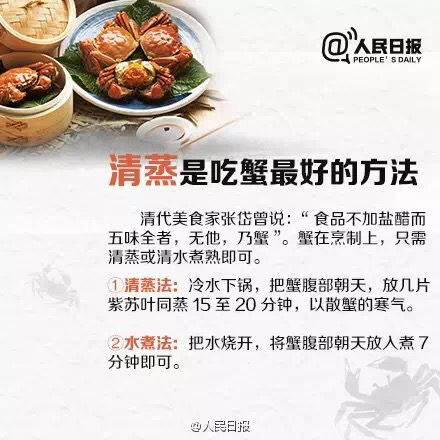 @人民日报
PEOPLE'S DAILY
清蒸是吃蟹最好的方法
清代美食家张岱曾说：“食品不加盐醋而
五味全者，无他，乃蟹”。蟹在烹制上，只需
清蒸或清水煮熟即可。
①清蒸法：冷水下锅，把蟹腹部朝天，放几片
紫苏叶同蒸 15 至 20 分钟，以散蟹的寒气。
②水煮法：把水烧开，将蟹腹部朝天放入煮 7
分钟即可。
@人民日报